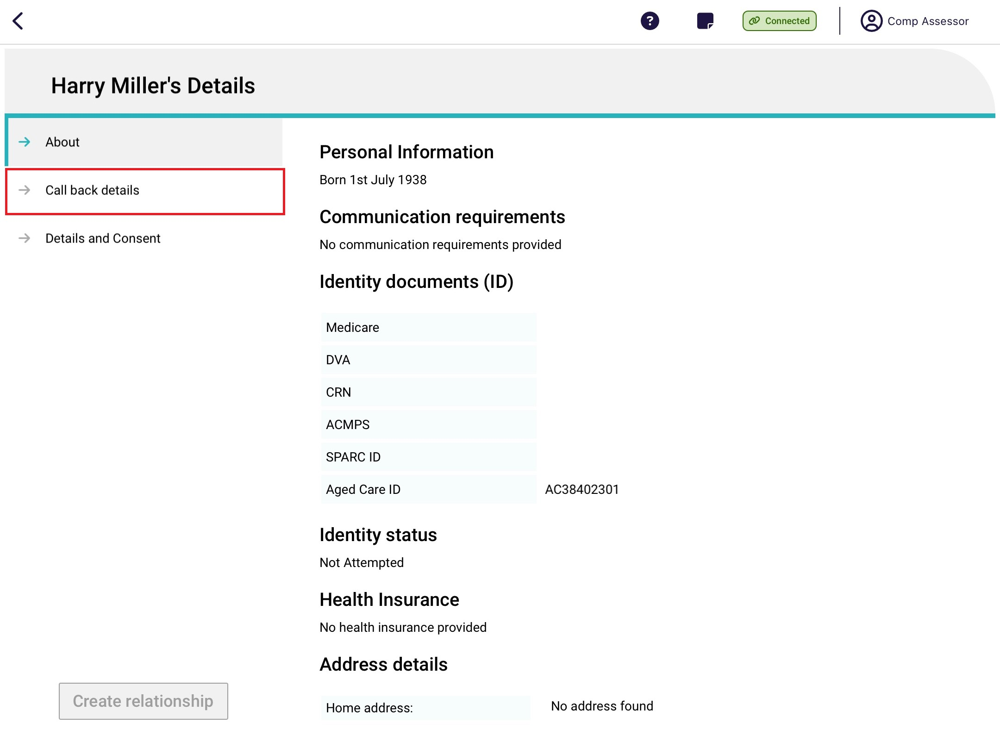 ?
Connected
Comp Assessor
Harry Miller's Details
About
Call back details
Details and Consent
Create relationship
Personal Information
Born 1st July 1938
Communication requirements
No communication requirements provided
Identity documents (ID)
Medicare
DVA
CRN
ACMPS
SPARC ID
Aged Care ID AC38402301
Identity status
Not Attempted
Health Insurance
No health insurance provided
Address details
Home address: No address found